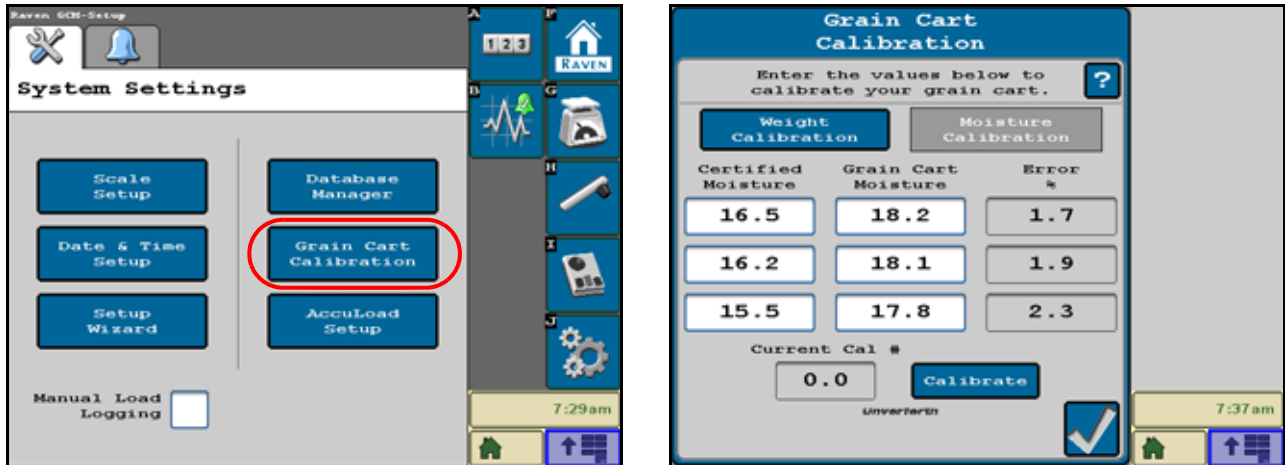 Raven GCM-Setup
System Settings
Scale
Setup
Database
Manager
Date & Time
Setup
Grain Cart
Calibration
Setup
Wizard
AccuLoad
Setup
Manual Load
Logging
A
1 2 3
F
RAVEN
B
G
H
I
J
7:29am
Grain Cart
Calibration
Enter the values below to
calibrate your grain cart.
?
Weight
Calibration
Moisture
Calibration
Certified
Moisture
Grain Cart
Moisture
Error
%
16.5 18.2 1.7
16.2 18.1 1.9
15.5 17.8 2.3
Current Cal #
0.0
Calibrate
Unverferth
7:37am